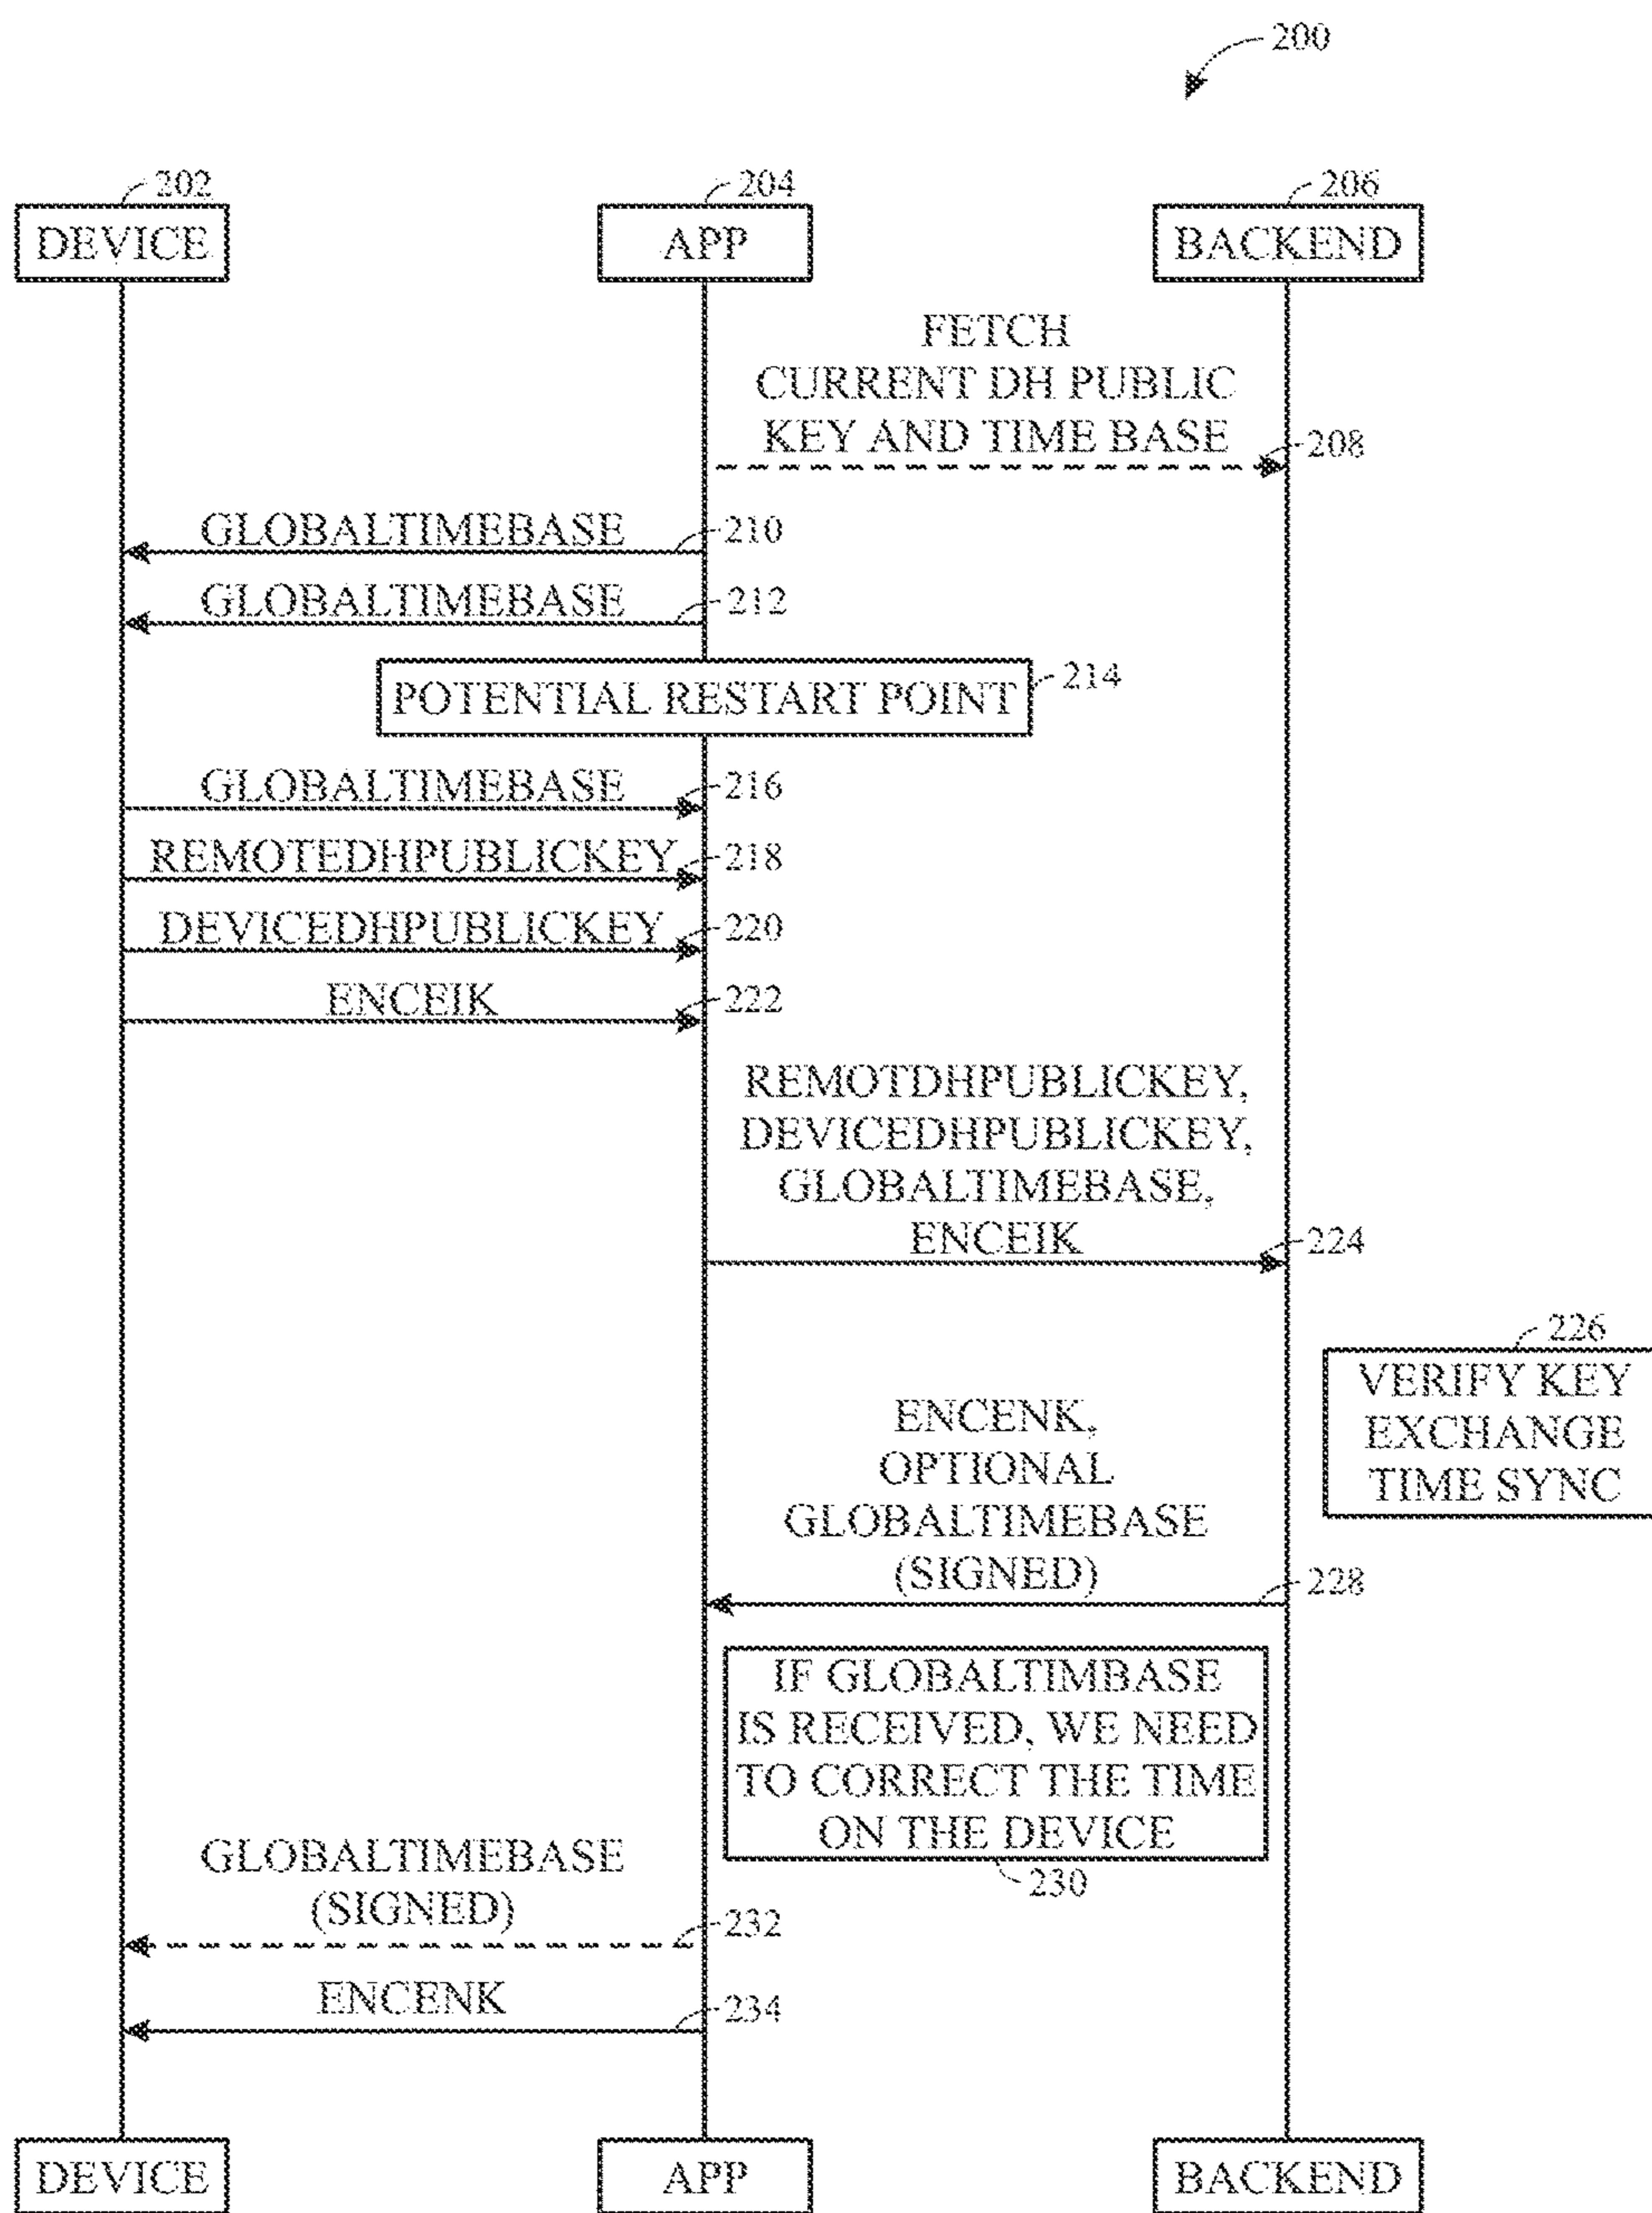 200
202
204
206
DEVICE
APP
BACKEND
FETCH
CURRENT DH PUBLIC
KEY AND TIME BASE
208
GLOBALTIMEBASE
210
GLOBALTIMEBASE
212
POTENTIAL RESTART POINT
214
GLOBALTIMEBASE
216
REMOTEDHPUBLICKEY
218
DEVICEDHPUBLICKEY
220
ENCEIK
222
REMOTDHPUBLICKEY,
DEVICEDHPUBLICKEY,
GLOBALTIMEBASE,
ENCEIK
224
226
VERIFY KEY
EXCHANGE
TIME SYNC
ENCENK,
OPTIONAL
GLOBALTIMEBASE
(SIGNED)
228
IF GLOBALTIMBASE
IS RECEIVED, WE NEED
TO CORRECT THE TIME
ON THE DEVICE
230
GLOBALTIMEBASE
(SIGNED)
232
ENCENK
234
DEVICE
APP
BACKEND